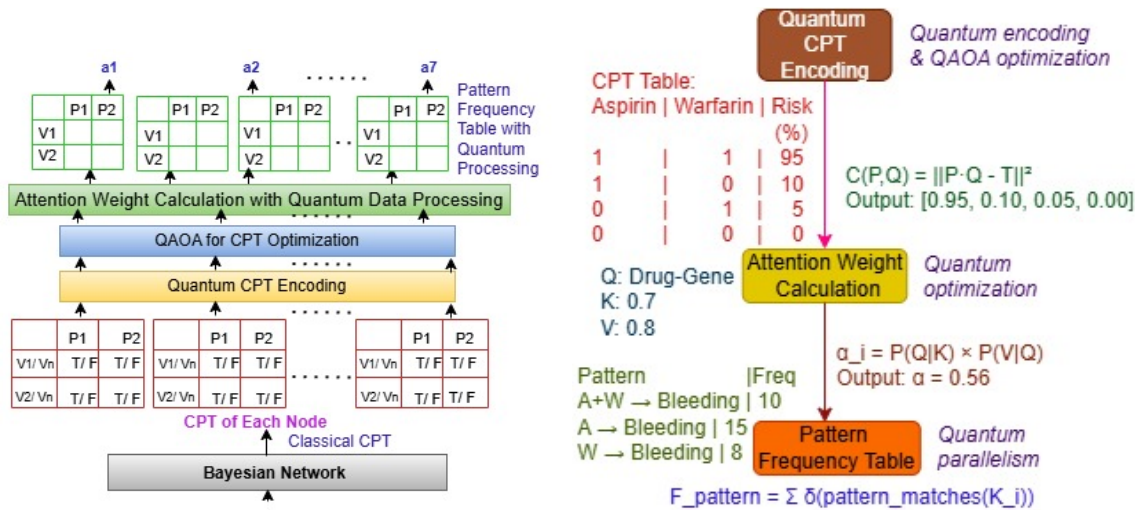 a1 a2 ...... a7
P1 P2 P1 P2 P1 P2 P1 P2
V1 V1 V1
V2 V2 V2 V2
Pattern
Frequency
Table with
Quantum
Processing
Attention Weight Calculation with Quantum Data Processing
QAOA for CPT Optimization
Quantum CPT Encoding
P1 P2 P1 P2 P1 P2
V1/ Vn T/ F T/ F V1/ Vn T/ F T/ F V1/ Vn T/ F T/ F
V2/ Vn T/ F T/ F V2/ Vn T/ F T/ F V2/ Vn T/ F T/ F
CPT of Each Node
Classical CPT
Bayesian Network
Quantum
CPT
Encoding
Quantum encoding
& QAOA optimization
CPT Table:
Aspirin | Warfarin | Risk
(%)
1 | 1 | 95
1 | 0 | 10
0 | 1 | 5
0 | 0 | 0
C(P,Q) = ||P·Q - T||²
Output: [0.95, 0.10, 0.05, 0.00]
Q: Drug-Gene
K: 0.7
V: 0.8
Attention Weight
Calculation
Quantum
optimization
α_i = P(Q|K) × P(V|Q)
Output: α = 0.56
Pattern |Freq
A+W → Bleeding | 10
A → Bleeding | 15
W → Bleeding | 8
Pattern
Frequency Table
Quantum
parallelism
F_pattern = Σ δ(pattern_matches(K_i))